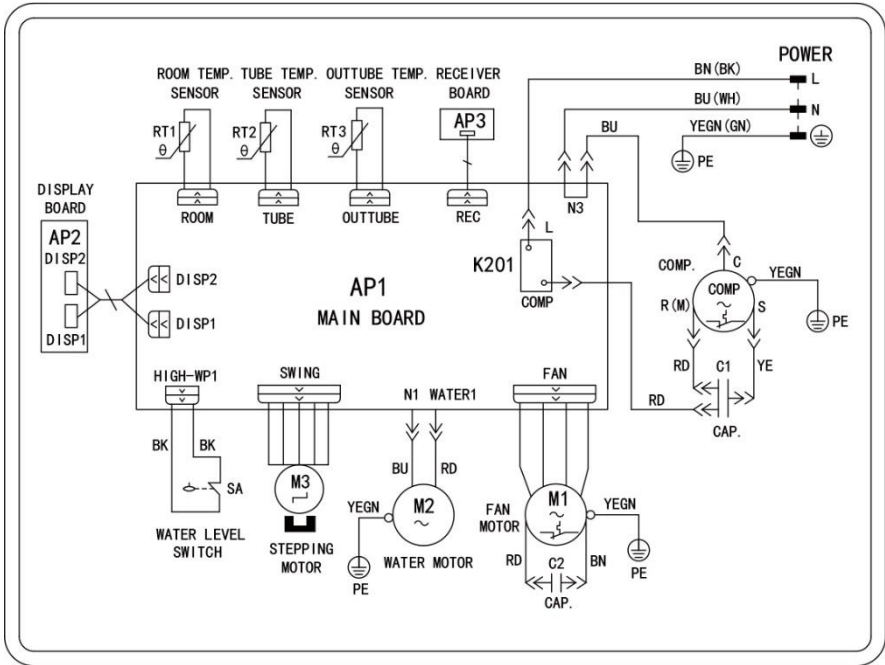 POWER
ROOM TEMP. TUBE TEMP. OUTTUBE TEMP. RECEIVER
SENSOR SENSOR SENSOR BOARD
BN(BK)
L
BU(WH)
N
BU
YEGN(GN)
PE
RT1
θ
RT2
θ
RT3
θ
AP3
DISPLAY
BOARD
AP2
DISP2
DISP1
ROOM
TUBE
OUTTUBE
REC
N3
L
K201
COMP
DISP2
DISP1
AP1
MAIN BOARD
COMP.
C
COMP
~
YEGN
R(M)
S
PE
RD
C1
YE
RD
CAP.
HIGH-WP1
SWING
N1 WATER1
FAN
BK
BK
SA
WATER LEVEL
SWITCH
M3
STEPPING
MOTOR
BU
RD
YEGN
M2
~
PE
WATER MOTOR
FAN
MOTOR
M1
~
YEGN
PE
RD
C2
BN
CAP.